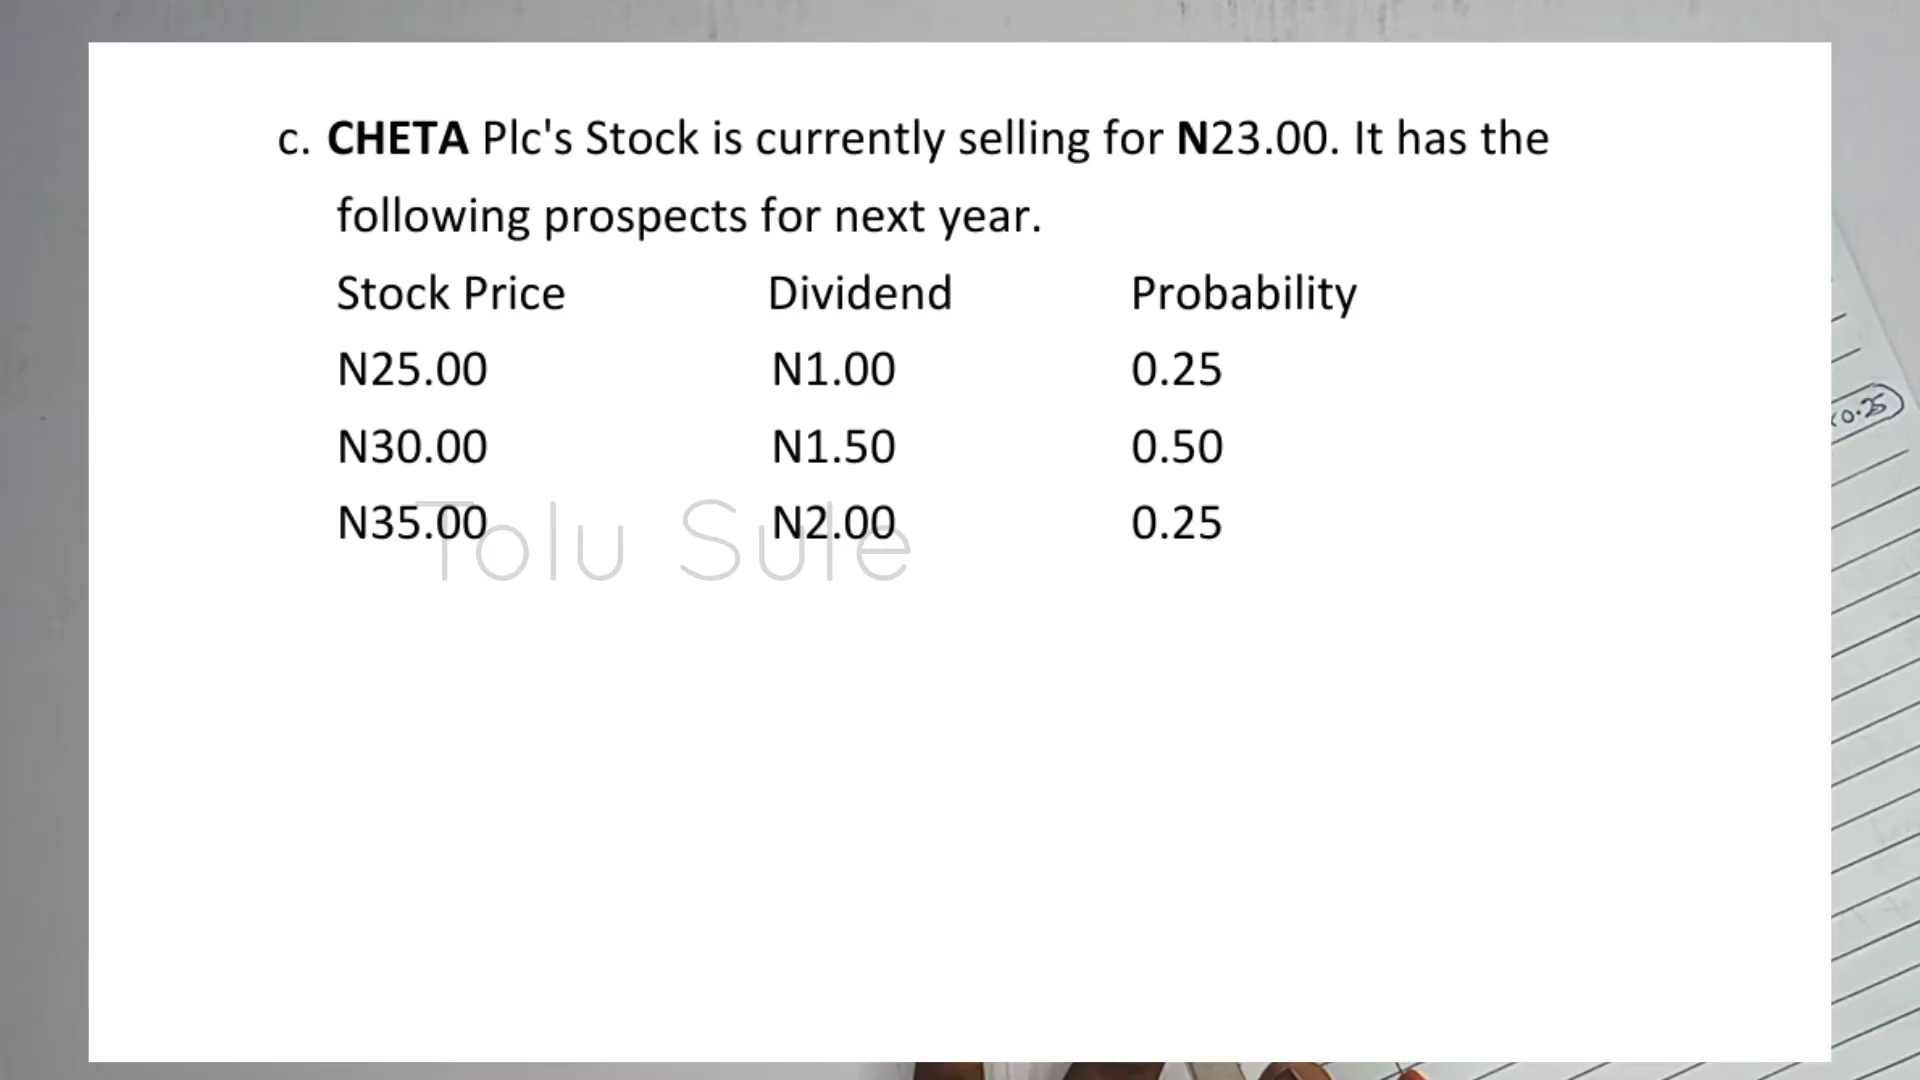 c. CHETA Plc's Stock is currently selling for N23.00. It has the
following prospects for next year.
Stock Price Dividend Probability
N25.00 N1.00 0.25
N30.00 N1.50 0.50
N35.00 N2.00 0.25
Tolu Sule
0.25